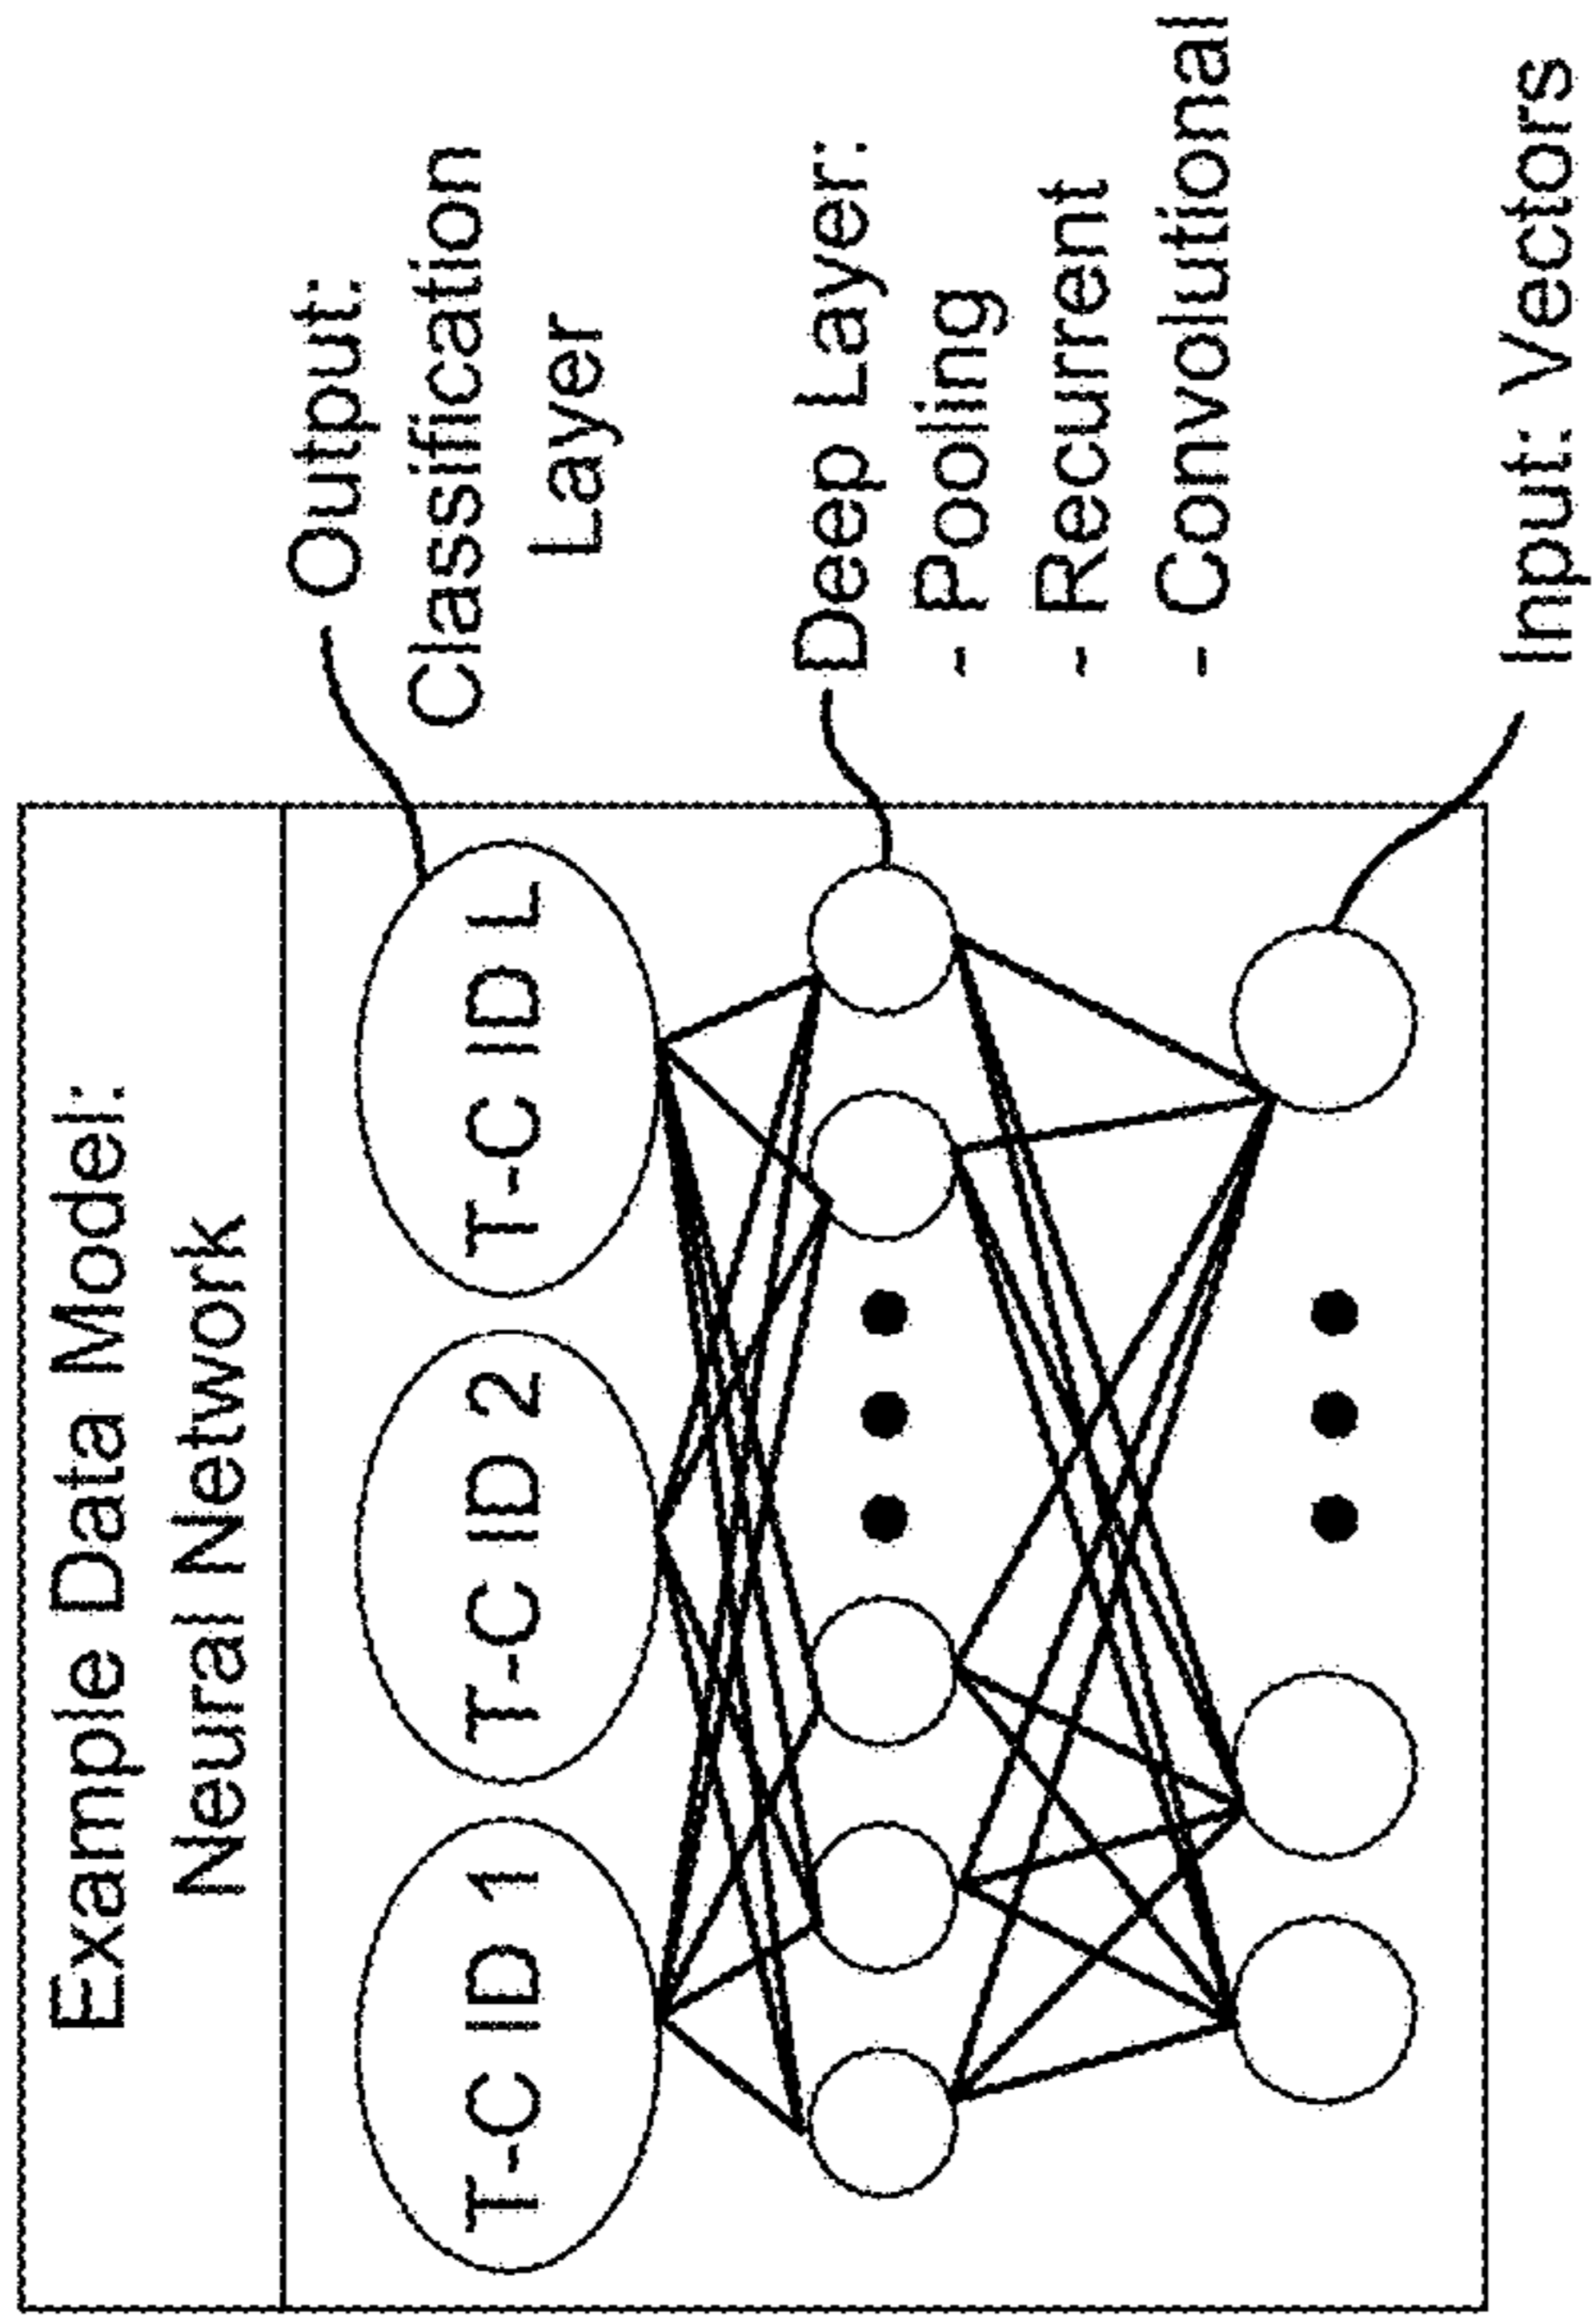 Example Data Model:
Neural Network
T-C ID 1
T-C ID 2
T-C ID L
Output:
Classification
Layer
Deep Layer:
- Pooling
- Recurrent
- Convolutional
Input: Vectors